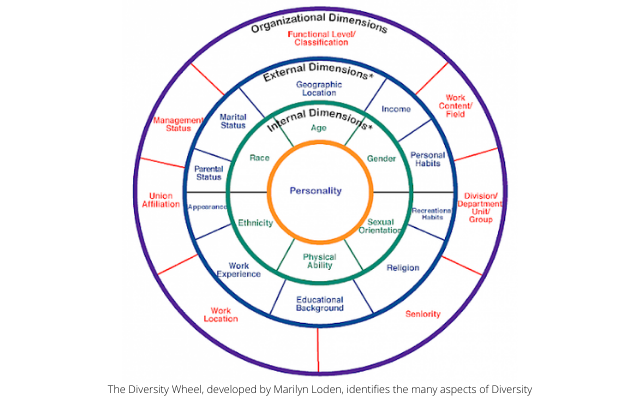 Organizational Dimensions
Functional Level/
Classification
External Dimensions*
Geographic
Location
Income
Work
Content/
Field
Management
Status
Marital
Status
Internal Dimensions*
Age
Race
Gender
Personal
Habits
Parental
Status
Personality
Union
Affiliation
Appearance
Recreational
Habits
Division/
Department
Unit/
Group
Ethnicity
Sexual
Orientation
Physical
Ability
Work
Experience
Religion
Educational
Background
Work
Location
Seniority
The Diversity Wheel, developed by Marilyn Loden, identifies the many aspects of Diversity